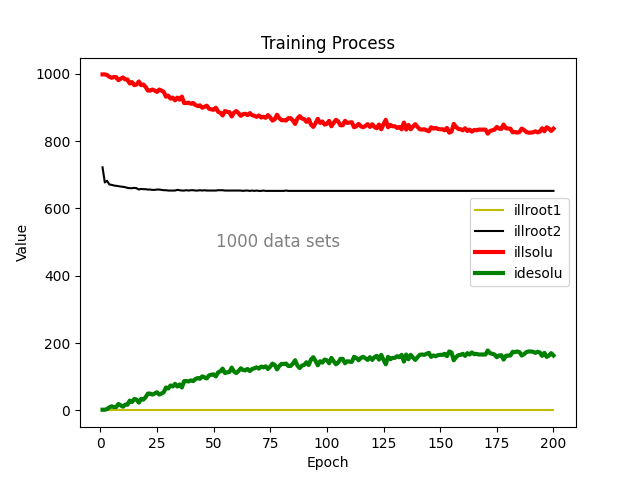 Training Process
1000
800
600
400
200
0
Value
1000 data sets
illroot1
illroot2
illsolu
idesolu
0 25 50 75 100 125 150 175 200
Epoch